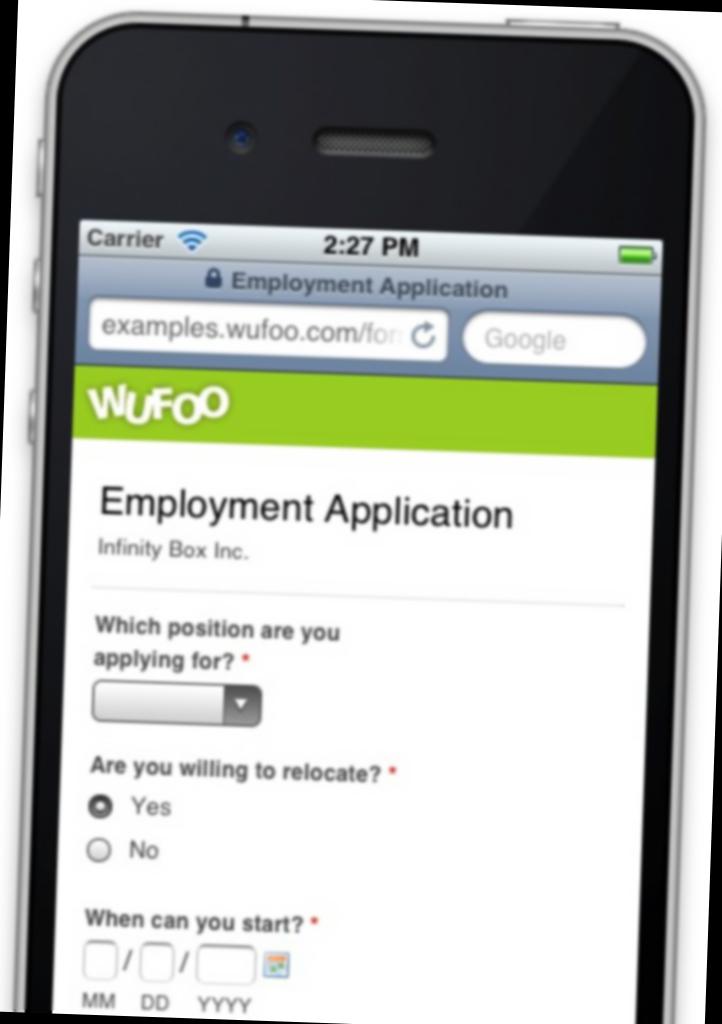 Carrier 2:27 PM
Employment Application
examples.wufoo.com/for Google
WUFOO
Employment Application
Infinity Box Inc.
Which position are you
applying for? *
Are you willing to relocate? *
Yes
No
When can you start? *
/ /
MM DD YYYY